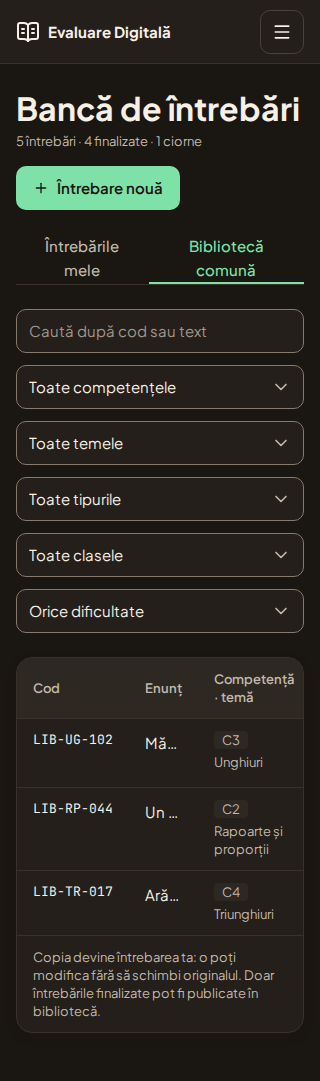 Evaluare Digitală
Bancă de întrebări
5 întrebări · 4 finalizate · 1 ciorne
+ Întrebare nouă
Întrebările
mele
Bibliotecă
comună
Caută după cod sau text
Toate competențele
Toate temele
Toate tipurile
Toate clasele
Orice dificultate
Cod Enunț Competență
· temă
LIB-UG-102 Mă… C3
Unghiuri
LIB-RP-044 Un … C2
Rapoarte și
proporții
LIB-TR-017 Ară… C4
Triunghiuri
Copia devine întrebarea ta: o poți
modifica fără să schimbi originalul. Doar
întrebările finalizate pot fi publicate în
bibliotecă.